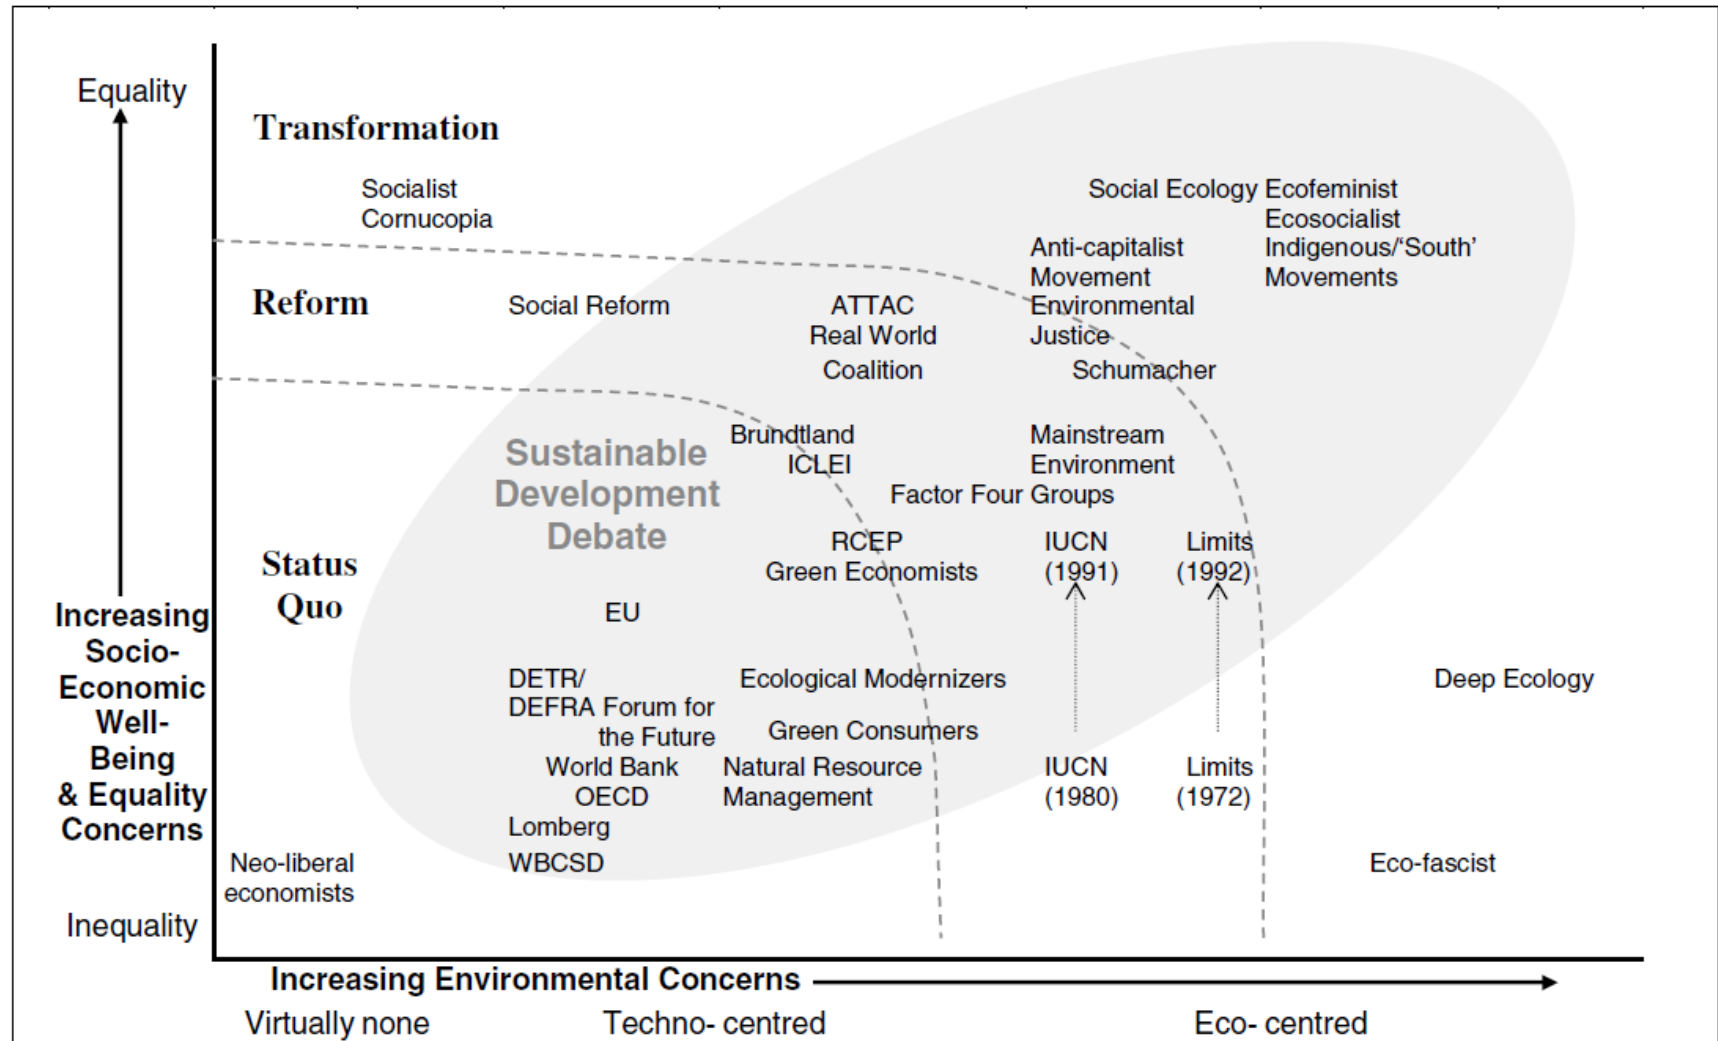 Equality
Transformation
Socialist
Cornucopia
Social Ecology
Ecofeminist
Ecosocialist
Indigenous/‘South’
Movements
Anti-capitalist
Movement
Environmental
Justice
Reform
Social Reform
ATTAC
Real World
Coalition
Schumacher
Sustainable
Development
Debate
Brundtland
ICLEI
Mainstream
Environment
Factor Four Groups
Status
Quo
RCEP
Green Economists
IUCN
(1991)
Limits
(1992)
EU
Increasing
Socio-
Economic
Well-
Being
& Equality
Concerns
DETR/
DEFRA Forum for
the Future
Ecological Modernizers
Green Consumers
Deep Ecology
World Bank
OECD
Natural Resource
Management
IUCN
(1980)
Limits
(1972)
Lomberg
WBCSD
Neo-liberal
economists
Eco-fascist
Inequality
Increasing Environmental Concerns
Virtually none
Techno- centred
Eco- centred